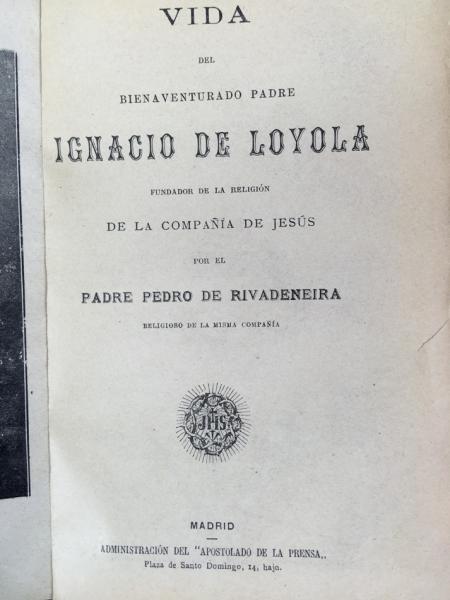 VIDA
DEL
BIENAVENTURADO PADRE
IGNACIO DE LOYOLA
FUNDADOR DE LA RELIGIÓN
DE LA COMPAÑÍA DE JESÚS
POR EL
PADRE PEDRO DE RIVADENEIRA
RELIGIOSO DE LA MISMA COMPAÑÍA
JHS
MADRID
ADMINISTRACIÓN DEL "APOSTOLADO DE LA PRENSA„
Plaza de Santo Domingo, 14, bajo.